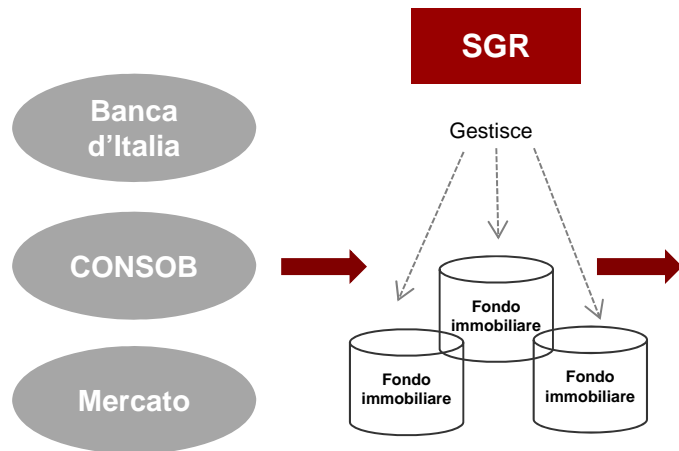 SGR
Banca
d’Italia
Gestisce
CONSOB
Fondo
immobiliare
Fondo
immobiliare
Fondo
immobiliare
Mercato